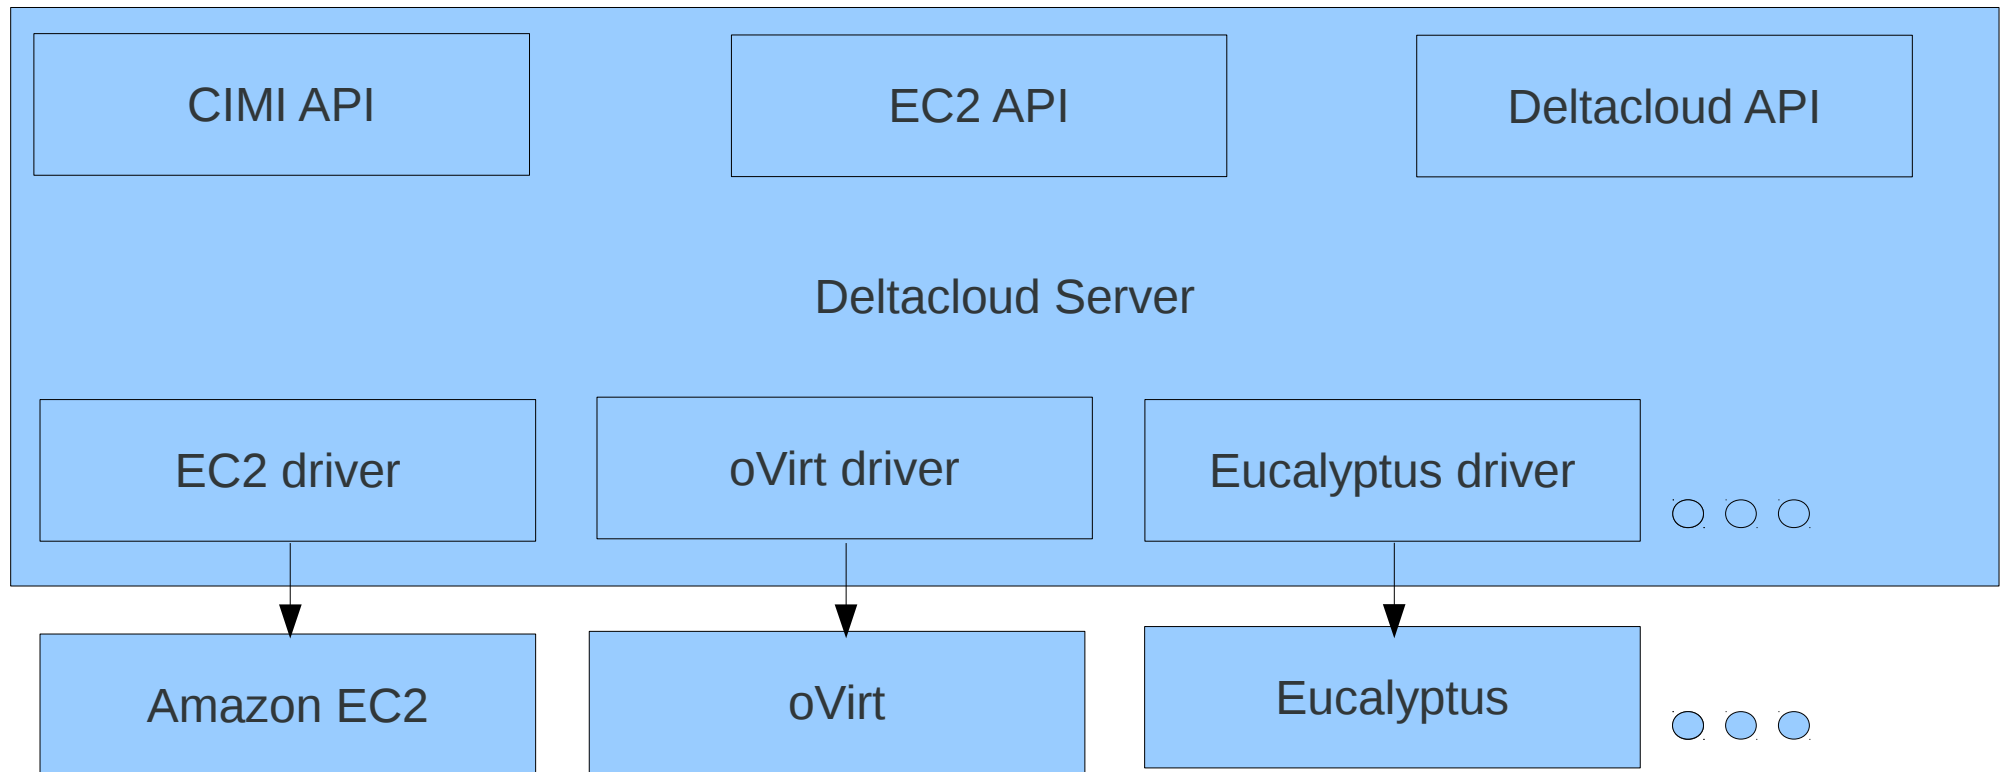 CIMI API
EC2 API
Deltacloud API
Deltacloud Server
EC2 driver
oVirt driver
Eucalyptus driver
Amazon EC2
oVirt
Eucalyptus